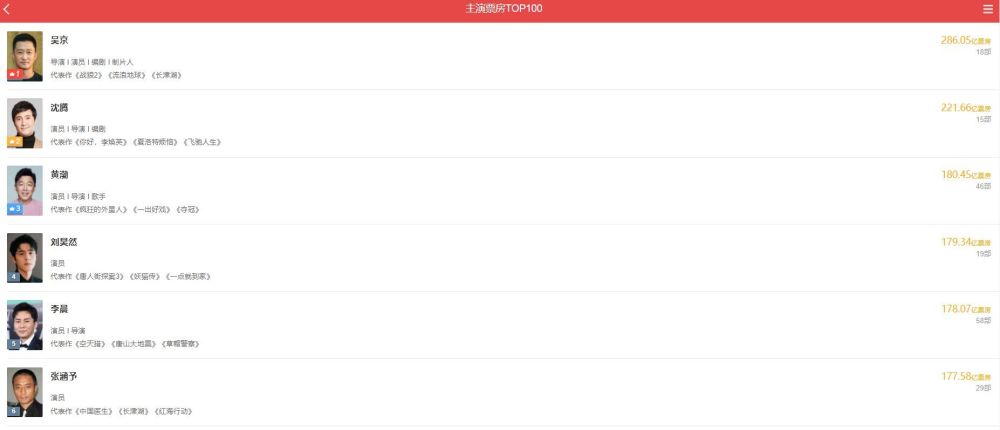 主演票房TOP100
吴京
286.05亿票房
18部
导演 | 演员 | 编剧 | 制片人
代表作《战狼2》《流浪地球》《长津湖》
1
沈腾
221.66亿票房
15部
演员 | 导演 | 编剧
代表作《你好，李焕英》《夏洛特烦恼》《飞驰人生》
2
黄渤
180.45亿票房
46部
演员 | 导演 | 歌手
代表作《疯狂的外星人》《一出好戏》《夺冠》
3
刘昊然
179.34亿票房
19部
演员
代表作《唐人街探案3》《妖猫传》《一点就到家》
4
李晨
178.07亿票房
58部
演员 | 导演
代表作《空天猎》《唐山大地震》《草帽警察》
5
张涵予
177.58亿票房
29部
演员
代表作《中国医生》《长津湖》《红海行动》
6